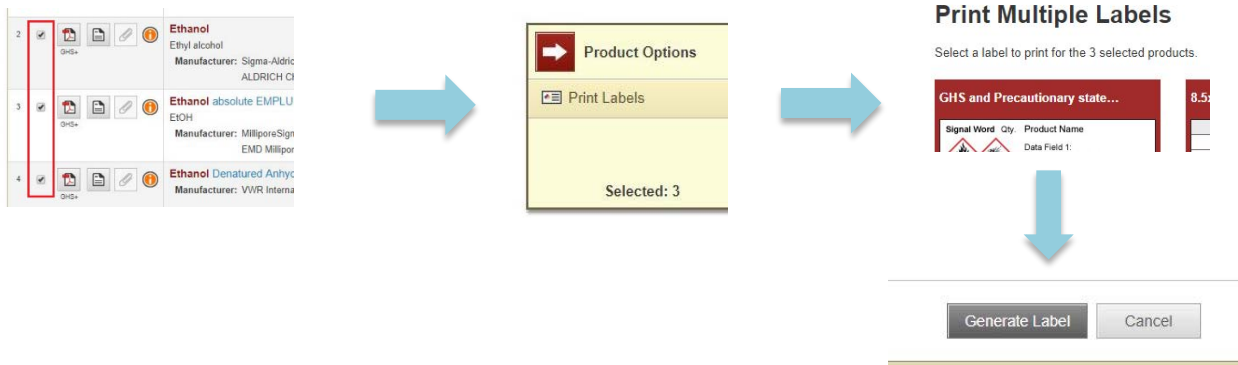 2
GHS+
Ethanol
Ethyl alcohol
Manufacturer: Sigma-Aldric
ALDRICH CH
3
GHS+
Ethanol absolute EMPLU
EtOH
Manufacturer: MilliporeSign
EMD Millipor
4
GHS+
Ethanol Denatured Anhyd
Manufacturer: VWR Interna
Product Options
Print Labels
Selected: 3
Print Multiple Labels
Select a label to print for the 3 selected products.
GHS and Precautionary state...
8.5
Signal Word Qty. Product Name
Data Field 1:
Generate Label
Cancel